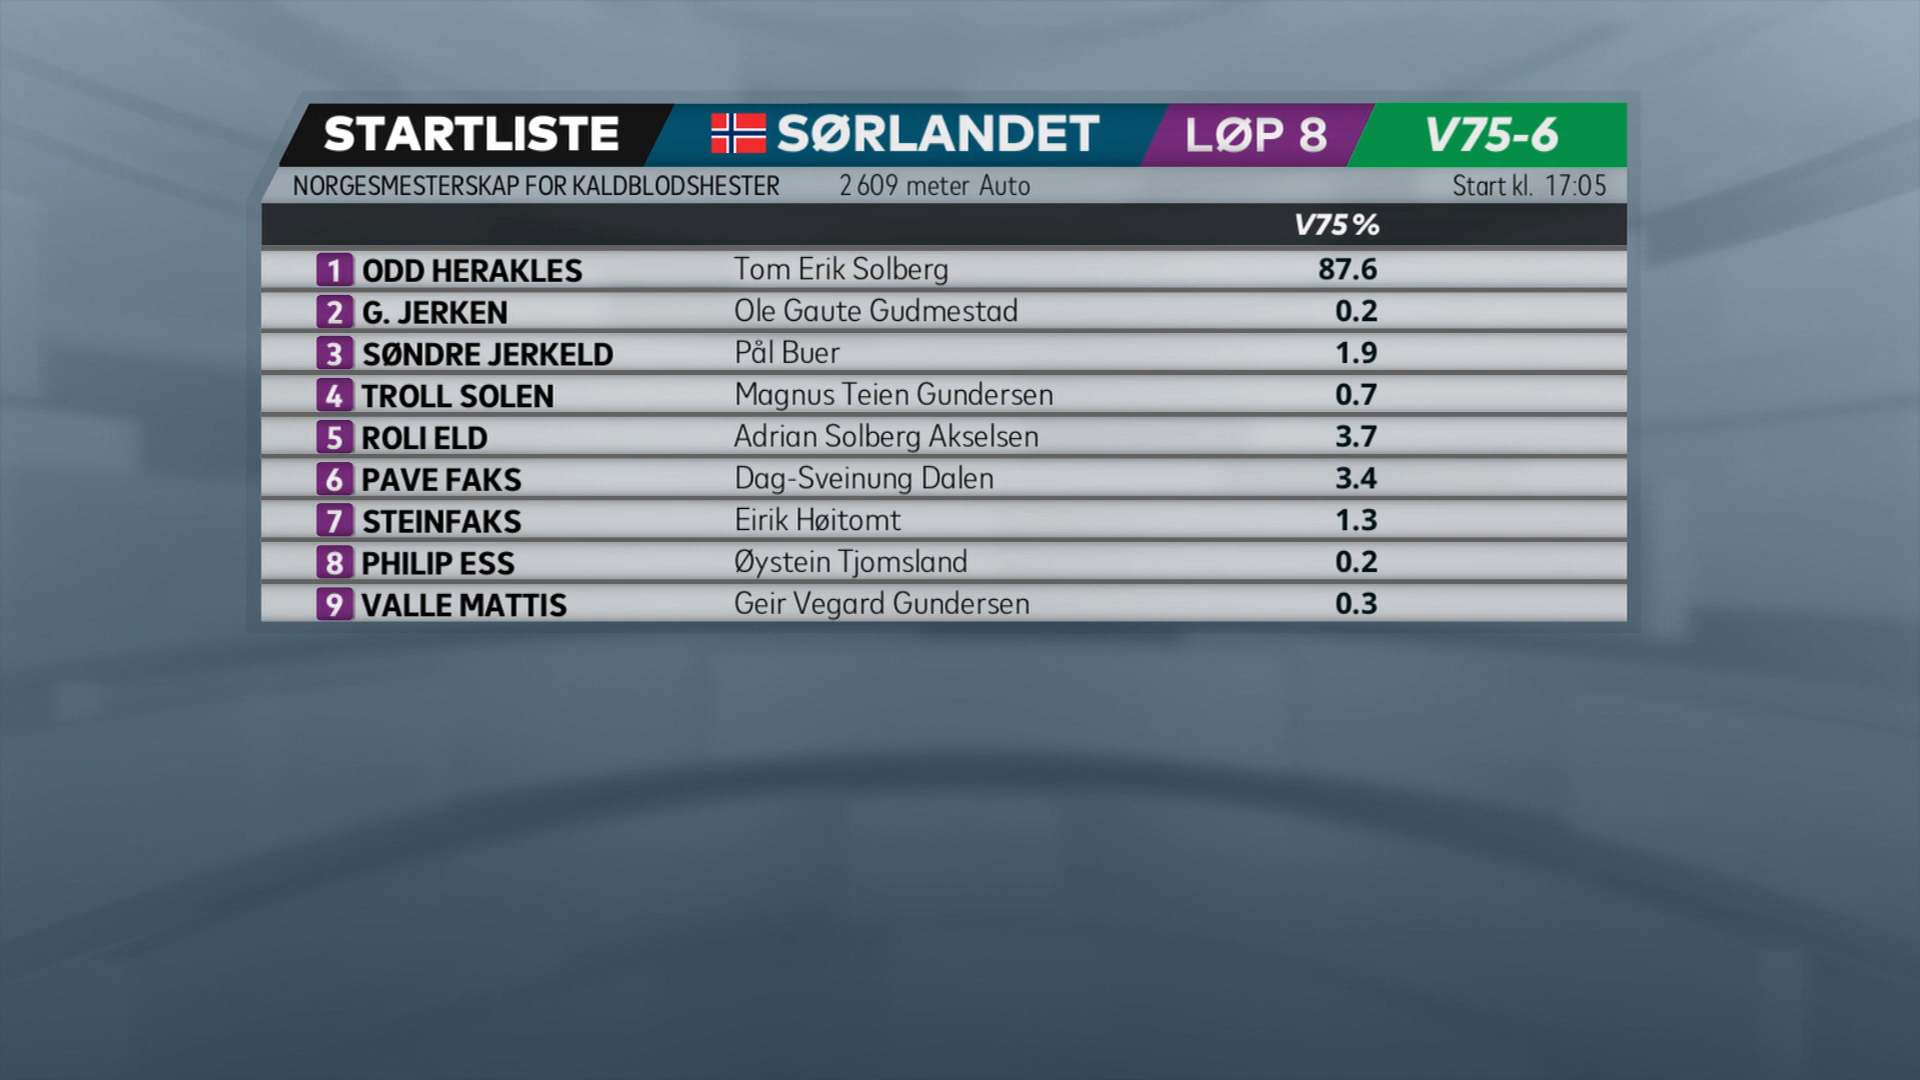 STARTLISTE SØRLANDET LØP 8 V75-6
NORGESMESTERSKAP FOR KALDBLODSHESTER 2 609 meter Auto Start kl. 17:05
V75%
1 ODD HERAKLES Tom Erik Solberg 87.6
2 G. JERKEN Ole Gaute Gudmestad 0.2
3 SØNDRE JERKELD Pål Buer 1.9
4 TROLL SOLEN Magnus Teien Gundersen 0.7
5 ROLI ELD Adrian Solberg Akselsen 3.7
6 PAVE FAKS Dag-Sveinung Dalen 3.4
7 STEINFAKS Eirik Høitomt 1.3
8 PHILIP ESS Øystein Tjomsland 0.2
9 VALLE MATTIS Geir Vegard Gundersen 0.3